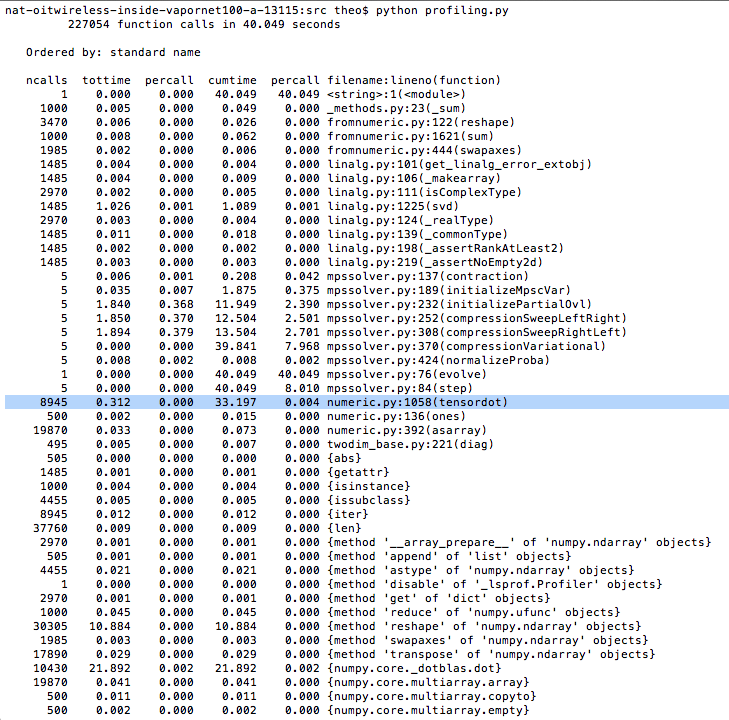 nat-oitwireless-inside-vapornet100-a-13115:src theo$ python profiling.py
227054 function calls in 40.049 seconds
Ordered by: standard name
ncalls tottime percall cumtime percall filename:lineno(function)
1 0.000 0.000 40.049 40.049 <string>:1(<module>)
1000 0.005 0.000 0.049 0.000 _methods.py:23(_sum)
3470 0.006 0.000 0.026 0.000 fromnumeric.py:122(reshape)
1000 0.008 0.000 0.062 0.000 fromnumeric.py:1621(sum)
1985 0.002 0.000 0.006 0.000 fromnumeric.py:444(swapaxes)
1485 0.004 0.000 0.004 0.000 linalg.py:101(get_linalg_error_extobj)
1485 0.004 0.000 0.009 0.000 linalg.py:106(_makearray)
2970 0.002 0.000 0.005 0.000 linalg.py:111(isComplexType)
1485 1.026 0.001 1.089 0.001 linalg.py:1225(svd)
2970 0.003 0.000 0.004 0.000 linalg.py:124(_realType)
1485 0.011 0.000 0.018 0.000 linalg.py:139(_commonType)
1485 0.002 0.000 0.002 0.000 linalg.py:198(_assertRankAtLeast2)
1485 0.003 0.000 0.003 0.000 linalg.py:219(_assertNoEmpty2d)
5 0.006 0.001 0.208 0.042 mpssolver.py:137(contraction)
5 0.035 0.007 1.875 0.375 mpssolver.py:189(initializeMpscVar)
5 1.840 0.368 11.949 2.390 mpssolver.py:232(initializePartialOvl)
5 1.850 0.370 12.504 2.501 mpssolver.py:252(compressionSweepLeftRight)
5 1.894 0.379 13.504 2.701 mpssolver.py:308(compressionSweepRightLeft)
5 0.000 0.000 39.841 7.968 mpssolver.py:370(compressionVariational)
5 0.008 0.002 0.008 0.002 mpssolver.py:424(normalizeProba)
1 0.000 0.000 40.049 40.049 mpssolver.py:76(evolve)
5 0.000 0.000 40.049 8.010 mpssolver.py:84(step)
8945 0.312 0.000 33.197 0.004 numeric.py:1058(tensordot)
500 0.002 0.000 0.015 0.000 numeric.py:136(ones)
19870 0.033 0.000 0.073 0.000 numeric.py:392(asarray)
495 0.005 0.000 0.007 0.000 twodim_base.py:221(diag)
505 0.000 0.000 0.000 0.000 {abs}
1485 0.001 0.000 0.001 0.000 {getattr}
1000 0.004 0.000 0.004 0.000 {isinstance}
4455 0.005 0.000 0.005 0.000 {issubclass}
8945 0.012 0.000 0.012 0.000 {iter}
37760 0.009 0.000 0.009 0.000 {len}
2970 0.001 0.000 0.001 0.000 {method '__array_prepare__' of 'numpy.ndarray' objects}
505 0.001 0.000 0.001 0.000 {method 'append' of 'list' objects}
4455 0.021 0.000 0.021 0.000 {method 'astype' of 'numpy.ndarray' objects}
1 0.000 0.000 0.000 0.000 {method 'disable' of '_lsprof.Profiler' objects}
2970 0.001 0.000 0.001 0.000 {method 'get' of 'dict' objects}
1000 0.045 0.000 0.045 0.000 {method 'reduce' of 'numpy.ufunc' objects}
30305 10.884 0.000 10.884 0.000 {method 'reshape' of 'numpy.ndarray' objects}
1985 0.003 0.000 0.003 0.000 {method 'swapaxes' of 'numpy.ndarray' objects}
17890 0.029 0.000 0.029 0.000 {method 'transpose' of 'numpy.ndarray' objects}
10430 21.892 0.002 21.892 0.002 {numpy.core._dotblas.dot}
19870 0.041 0.000 0.041 0.000 {numpy.core.multiarray.array}
500 0.011 0.000 0.011 0.000 {numpy.core.multiarray.copyto}
500 0.002 0.000 0.002 0.000 {numpy.core.multiarray.empty}